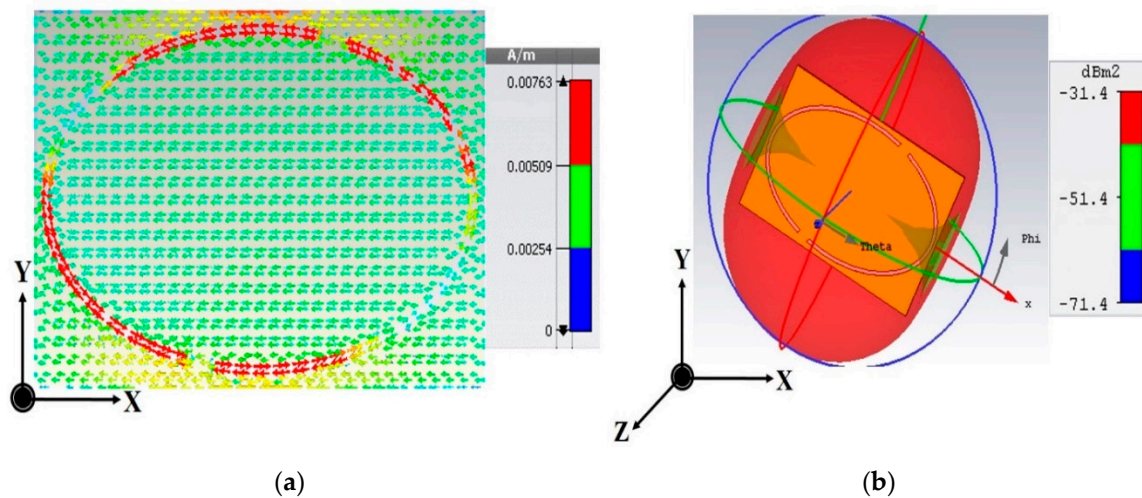 A/m
0.00763
0.00509
0.00254
0
Y
X
(a)
dBm2
-31.4
-51.4
-71.4
Theta
Phi
x
Y
X
Z
(b)